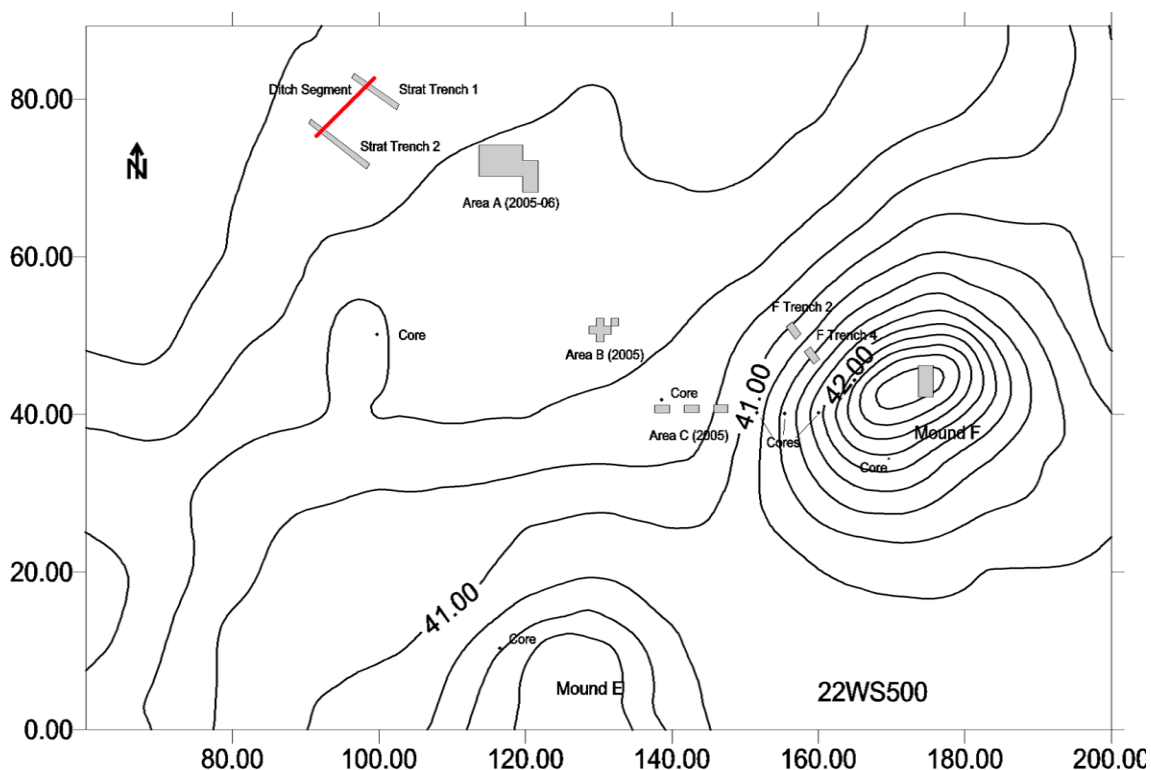 80.00
Ditch Segment
Strat Trench 1
Strat Trench 2
N
Area A (2005-06)
60.00
F Trench 2
Core
F Trench 4
Area B (2005)
42.00
41.00
Core
40.00
Area C (2005)
Cores
Mound F
Core
20.00
41.00
Core
Mound E
22WS500
0.00
80.00
100.00
120.00
140.00
160.00
180.00
200.00